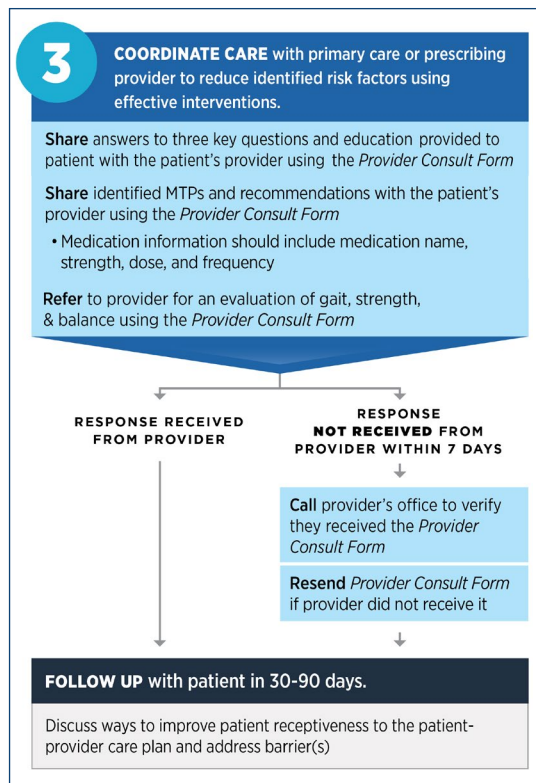 3
COORDINATE CARE with primary care or prescribing
provider to reduce identified risk factors using
effective interventions.
Share answers to three key questions and education provided to
patient with the patient's provider using the Provider Consult Form
Share identified MTPs and recommendations with the patient's
provider using the Provider Consult Form
• Medication information should include medication name,
strength, dose, and frequency
Refer to provider for an evaluation of gait, strength,
& balance using the Provider Consult Form
RESPONSE RECEIVED
FROM PROVIDER
RESPONSE
NOT RECEIVED FROM
PROVIDER WITHIN 7 DAYS
Call provider's office to verify
they received the Provider
Consult Form
Resend Provider Consult Form
if provider did not receive it
FOLLOW UP with patient in 30-90 days.
Discuss ways to improve patient receptiveness to the patient-
provider care plan and address barrier(s)